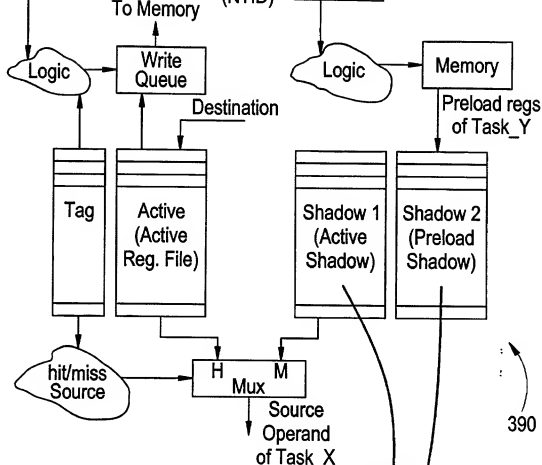 To Memory
(NTID)
Logic
Write
Queue
Logic
Memory
Destination
Preload regs
of Task_Y
Tag
Active
(Active
Reg. File)
Shadow 1
(Active
Shadow)
Shadow 2
(Preload
Shadow)
hit/miss
Source
H
M
Mux
Source
Operand
of Task_X
390